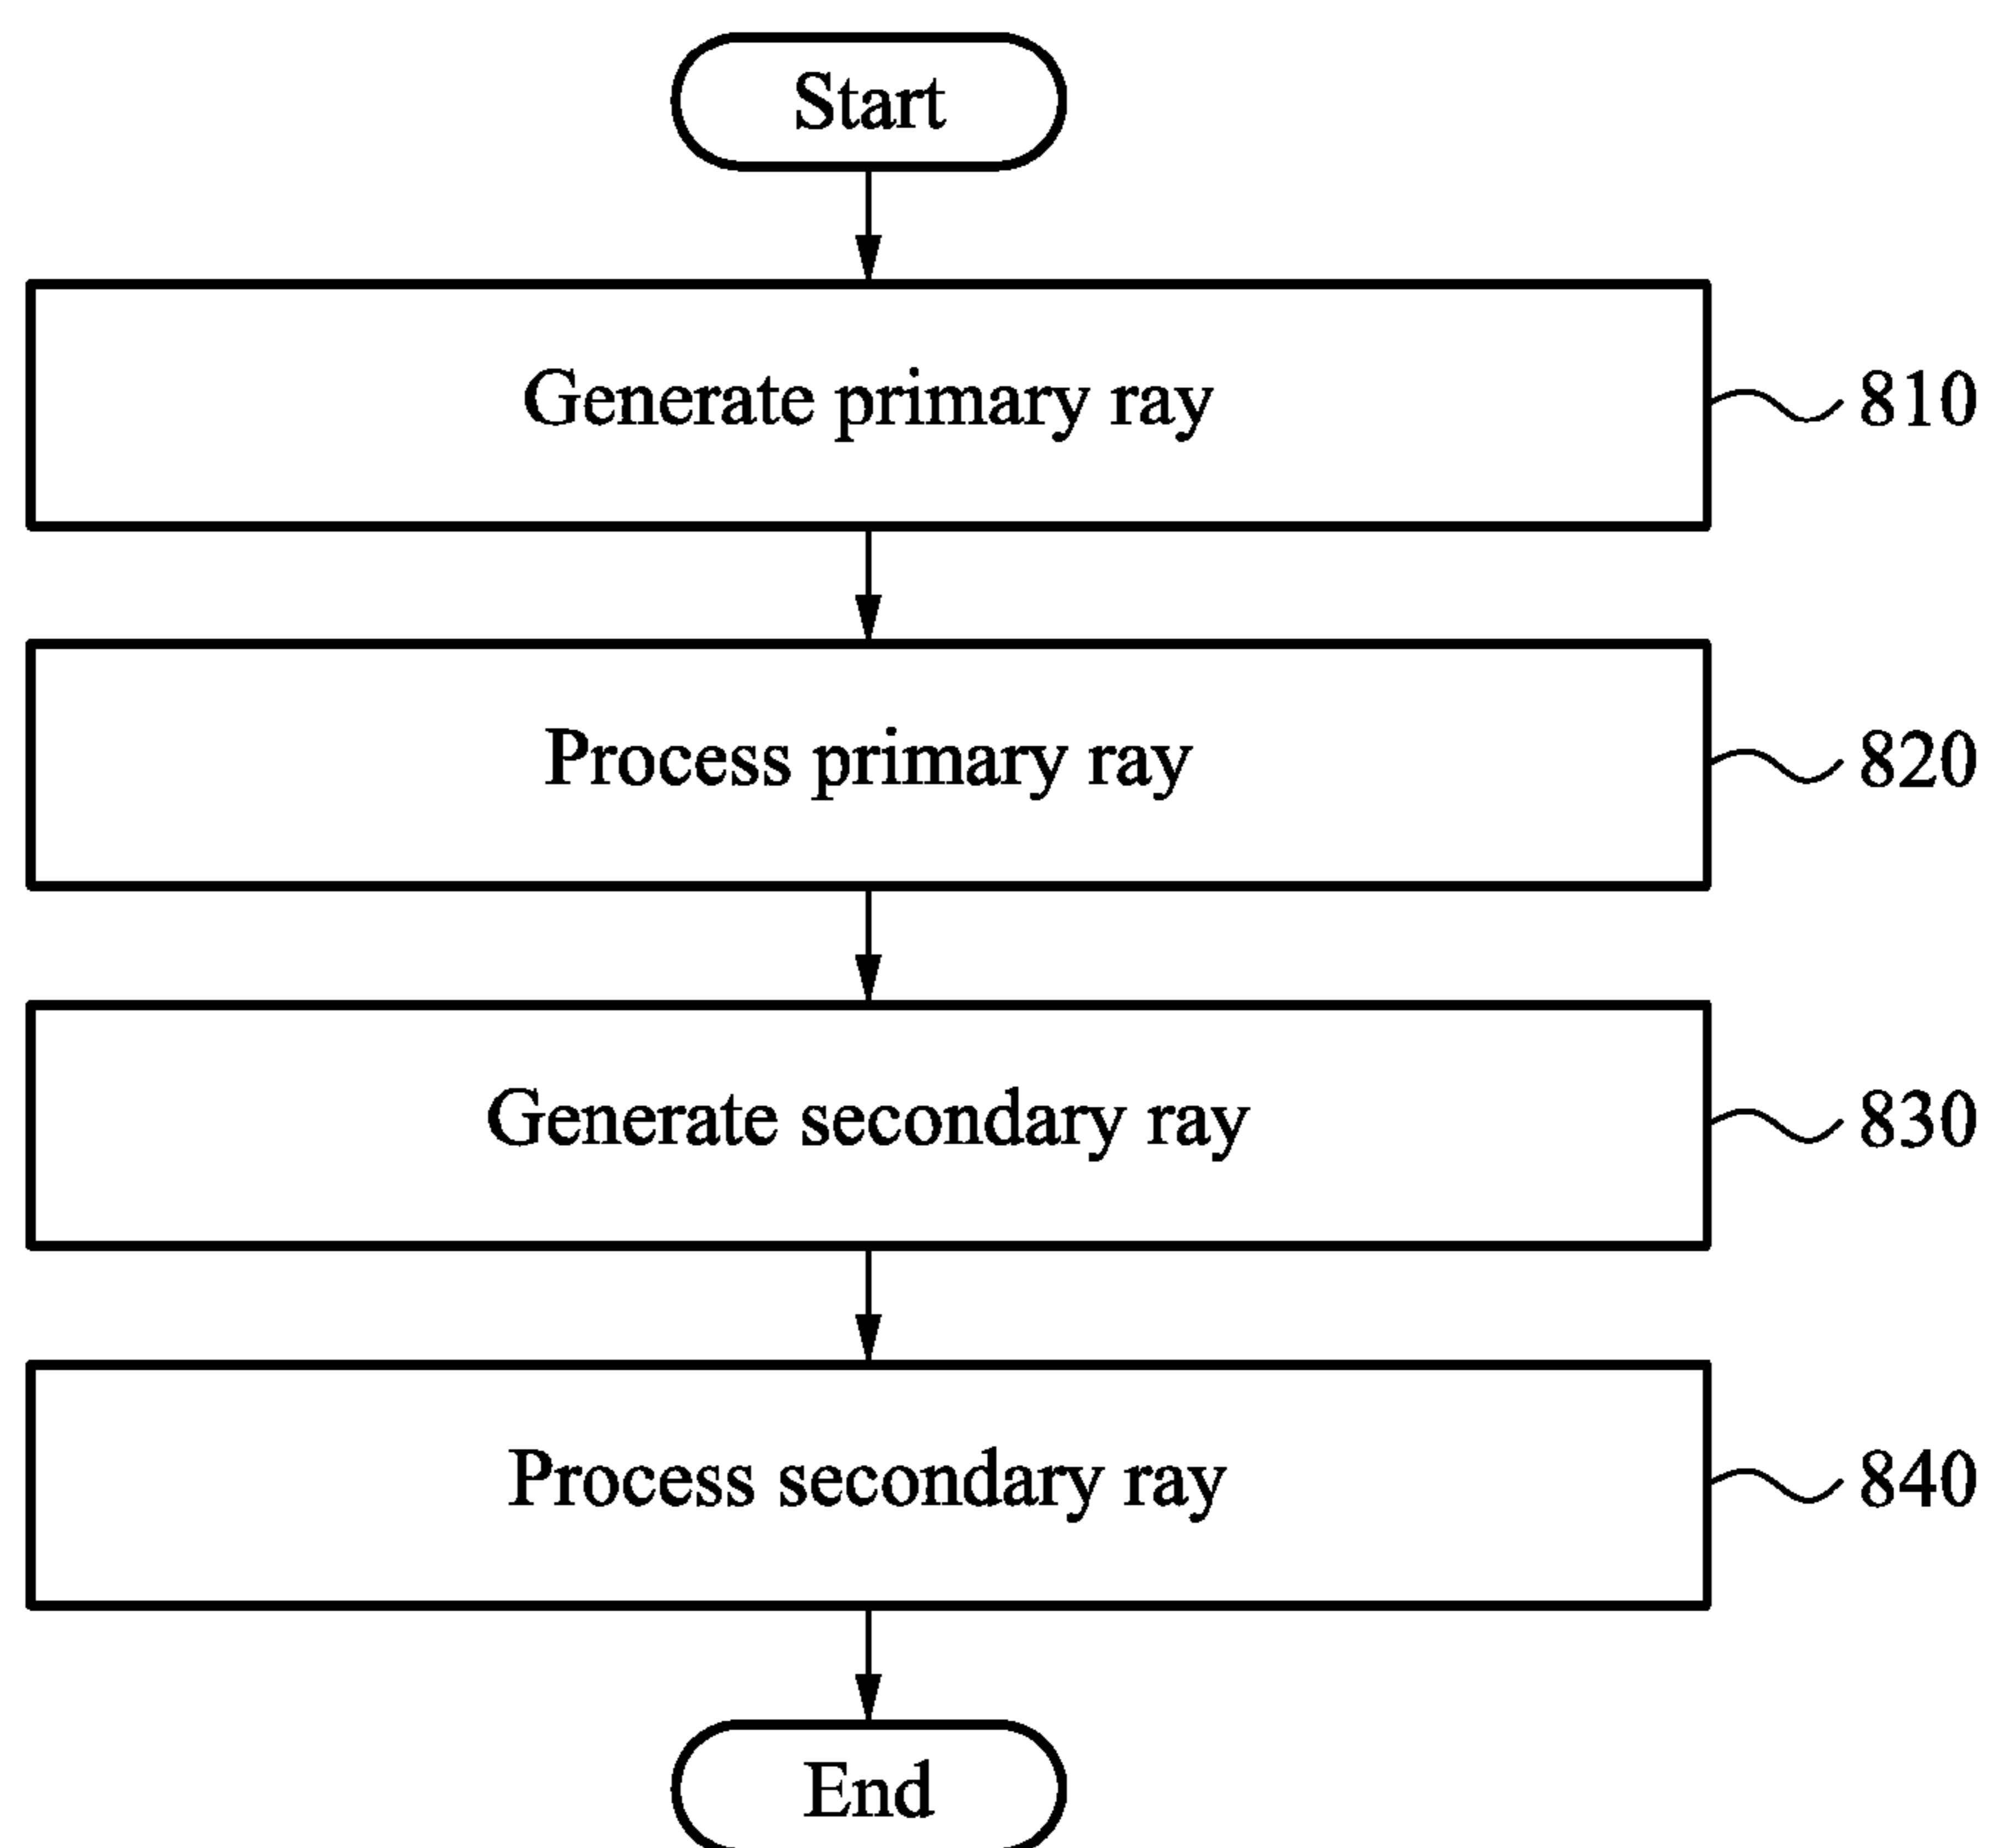 Start
Generate primary ray
810
Process primary ray
820
Generate secondary ray
830
Process secondary ray
840
End